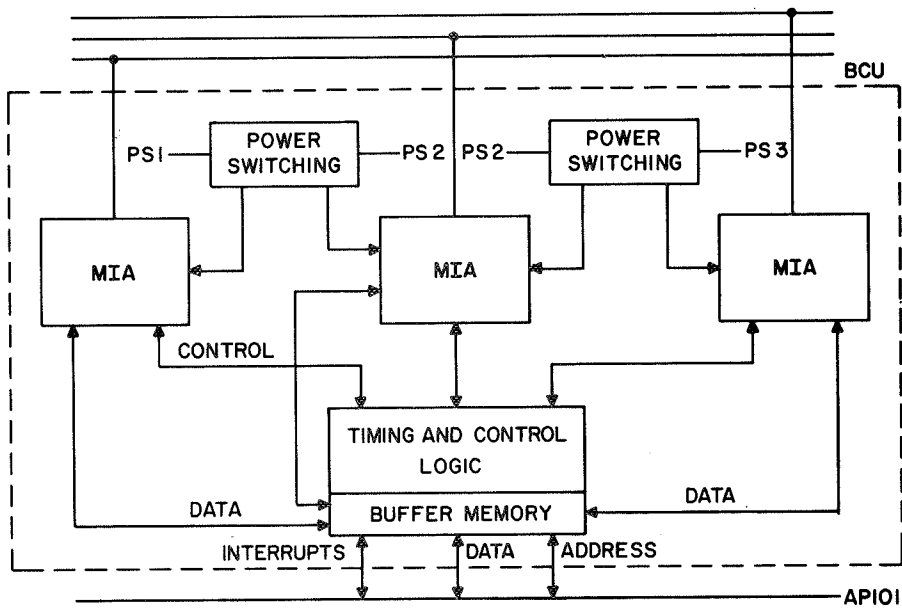 BCU
POWER
SWITCHING
PS1
PS2
PS2
POWER
SWITCHING
PS3
MIA
MIA
MIA
CONTROL
TIMING AND CONTROL
LOGIC
BUFFER MEMORY
DATA
DATA
INTERRUPTS
DATA
ADDRESS
AP101